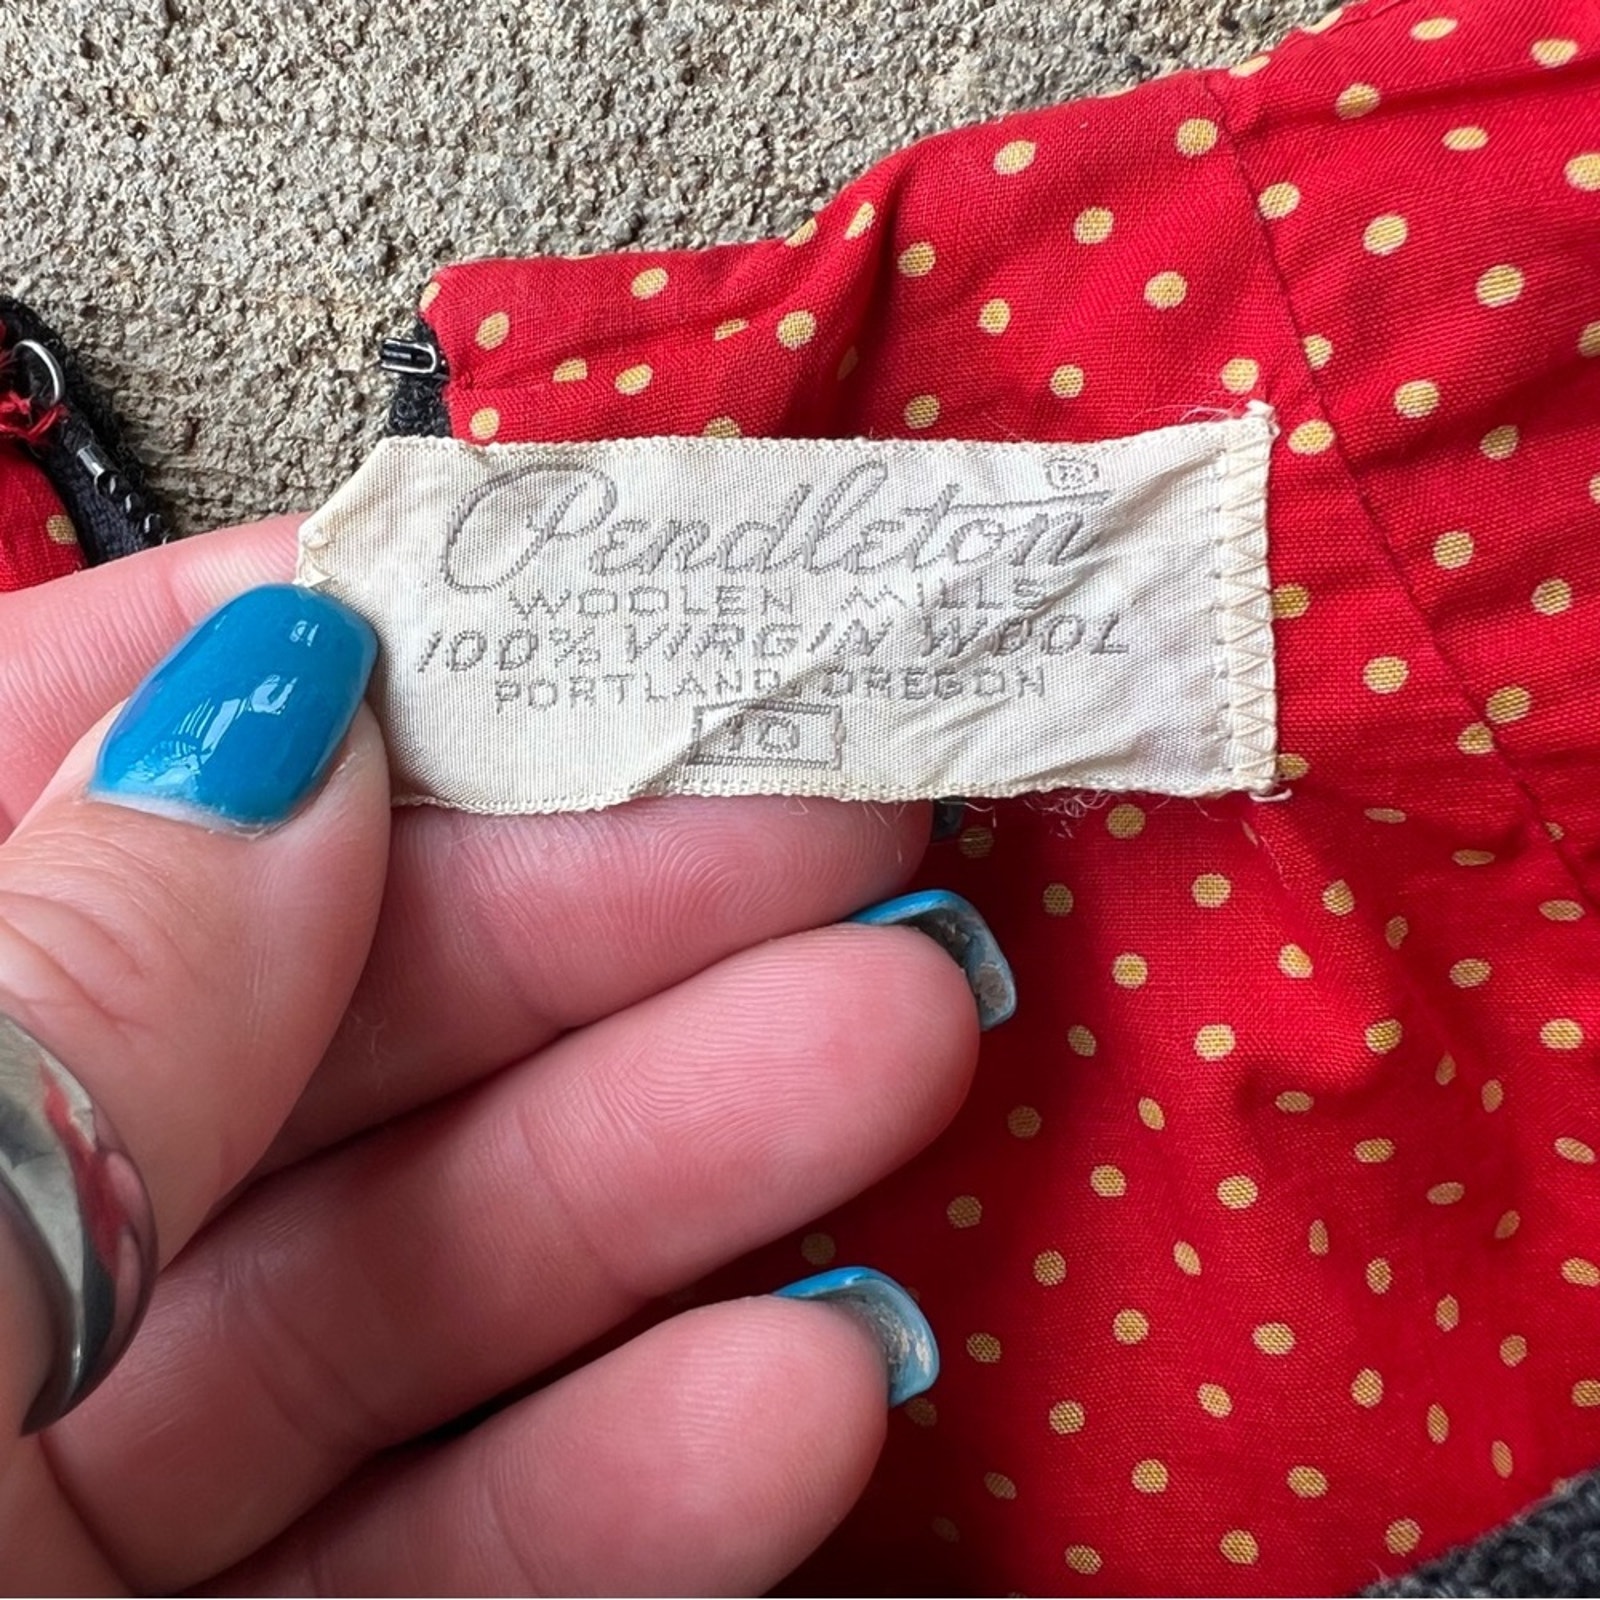 Pendleton®
WOOLEN MILLS
100% VIRGIN WOOL
PORTLAND, OREGON
10